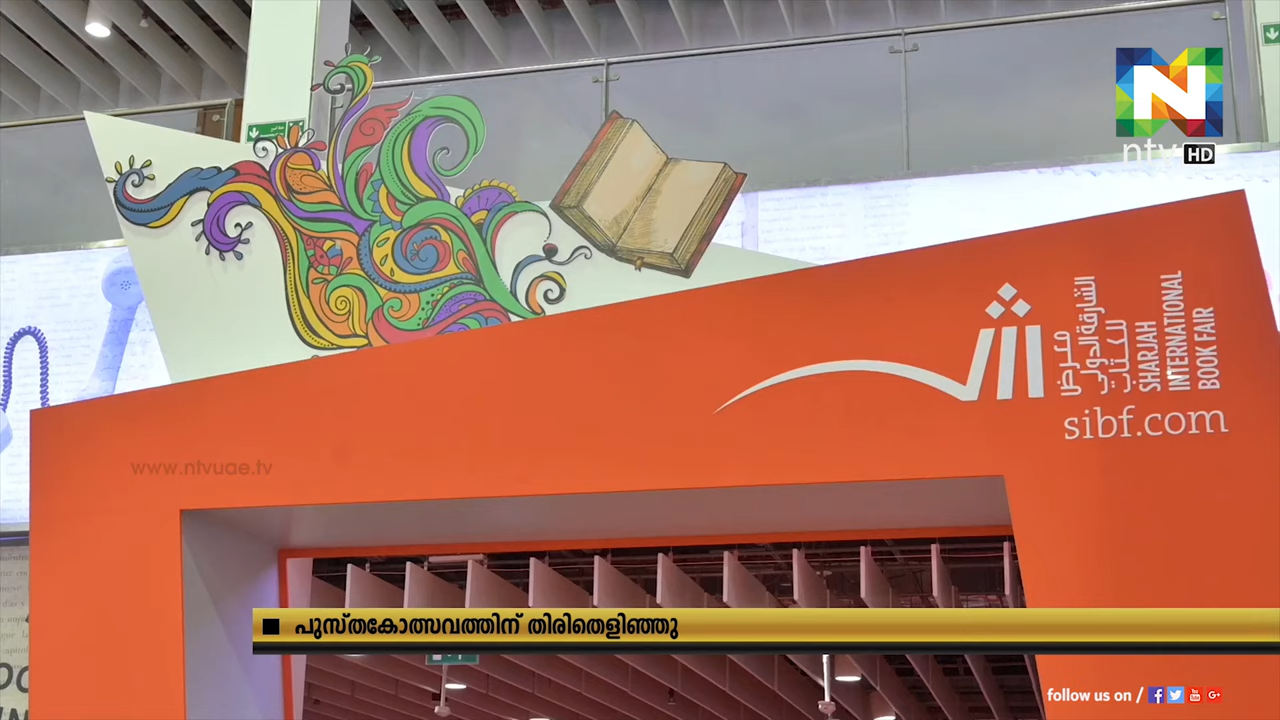 N
ntv HD
معرض
الشارقة الدولي
للكتاب
SHARJAH
INTERNATIONAL
BOOK FAIR
sibf.com
www.ntvuae.tv
പുസ്തകോത്സവത്തിന് തിരിതെളിഞ്ഞു
follow us on /